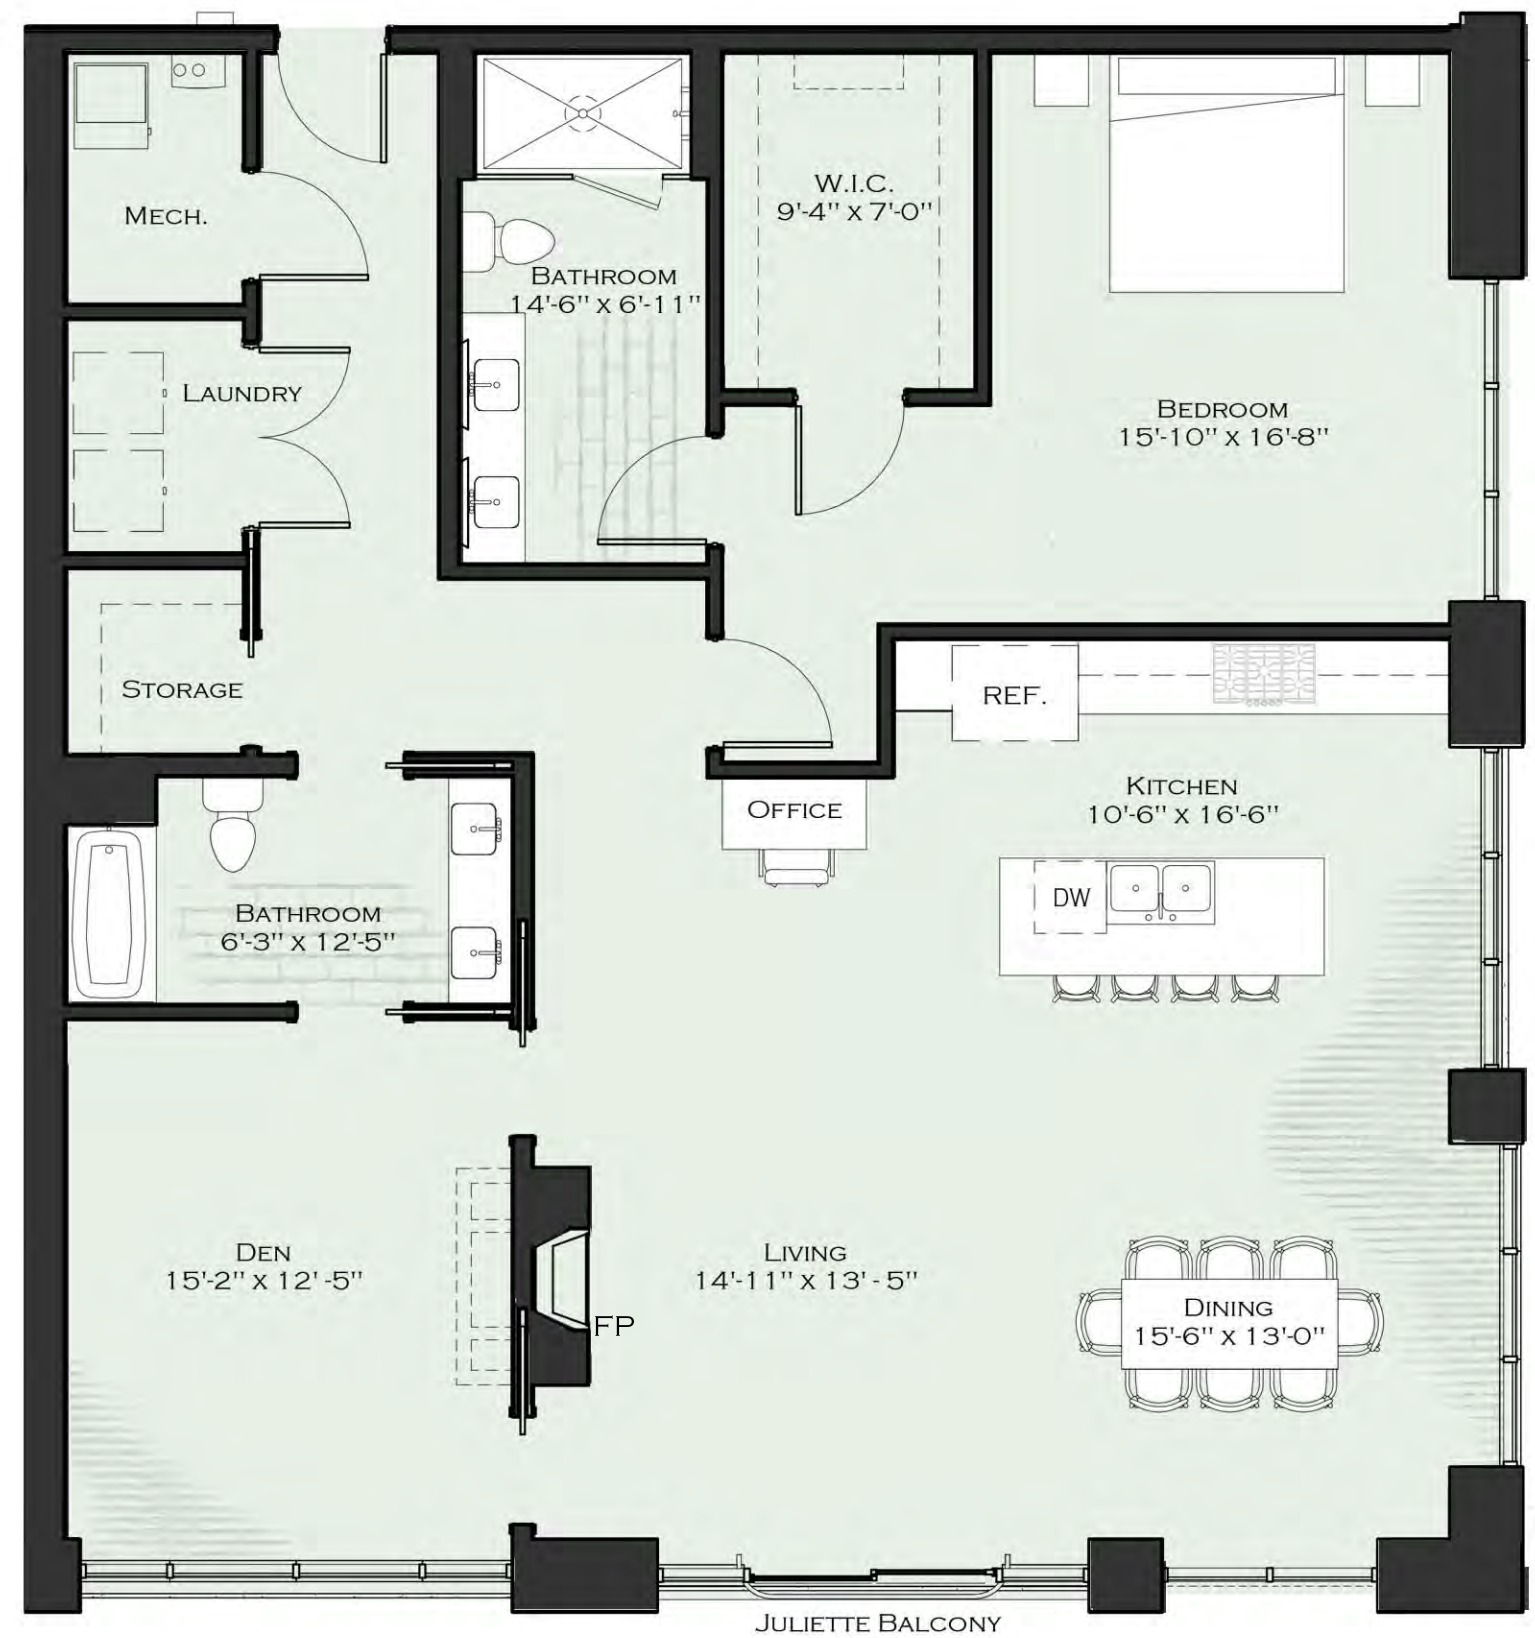 MECH.
W.I.C.
9'-4" X 7'-0"
BATHROOM
14'-6" X 6'-11"
LAUNDRY
BEDROOM
15'-10" X 16'-8"
STORAGE
REF.
KITCHEN
10'-6" X 16'-6"
OFFICE
DW
BATHROOM
6'-3" X 12'-5"
DEN
15'-2" X 12' -5"
LIVING
14'-11" X 13' - 5"
FP
DINING
15'-6" X 13'-0"
JULIETTE BALCONY